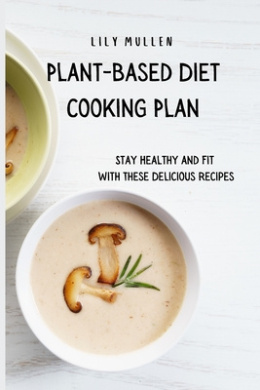 LILY MULLEN
PLANT-BASED DIET
COOKING PLAN
STAY HEALTHY AND FIT
WITH THESE DELICIOUS RECIPES